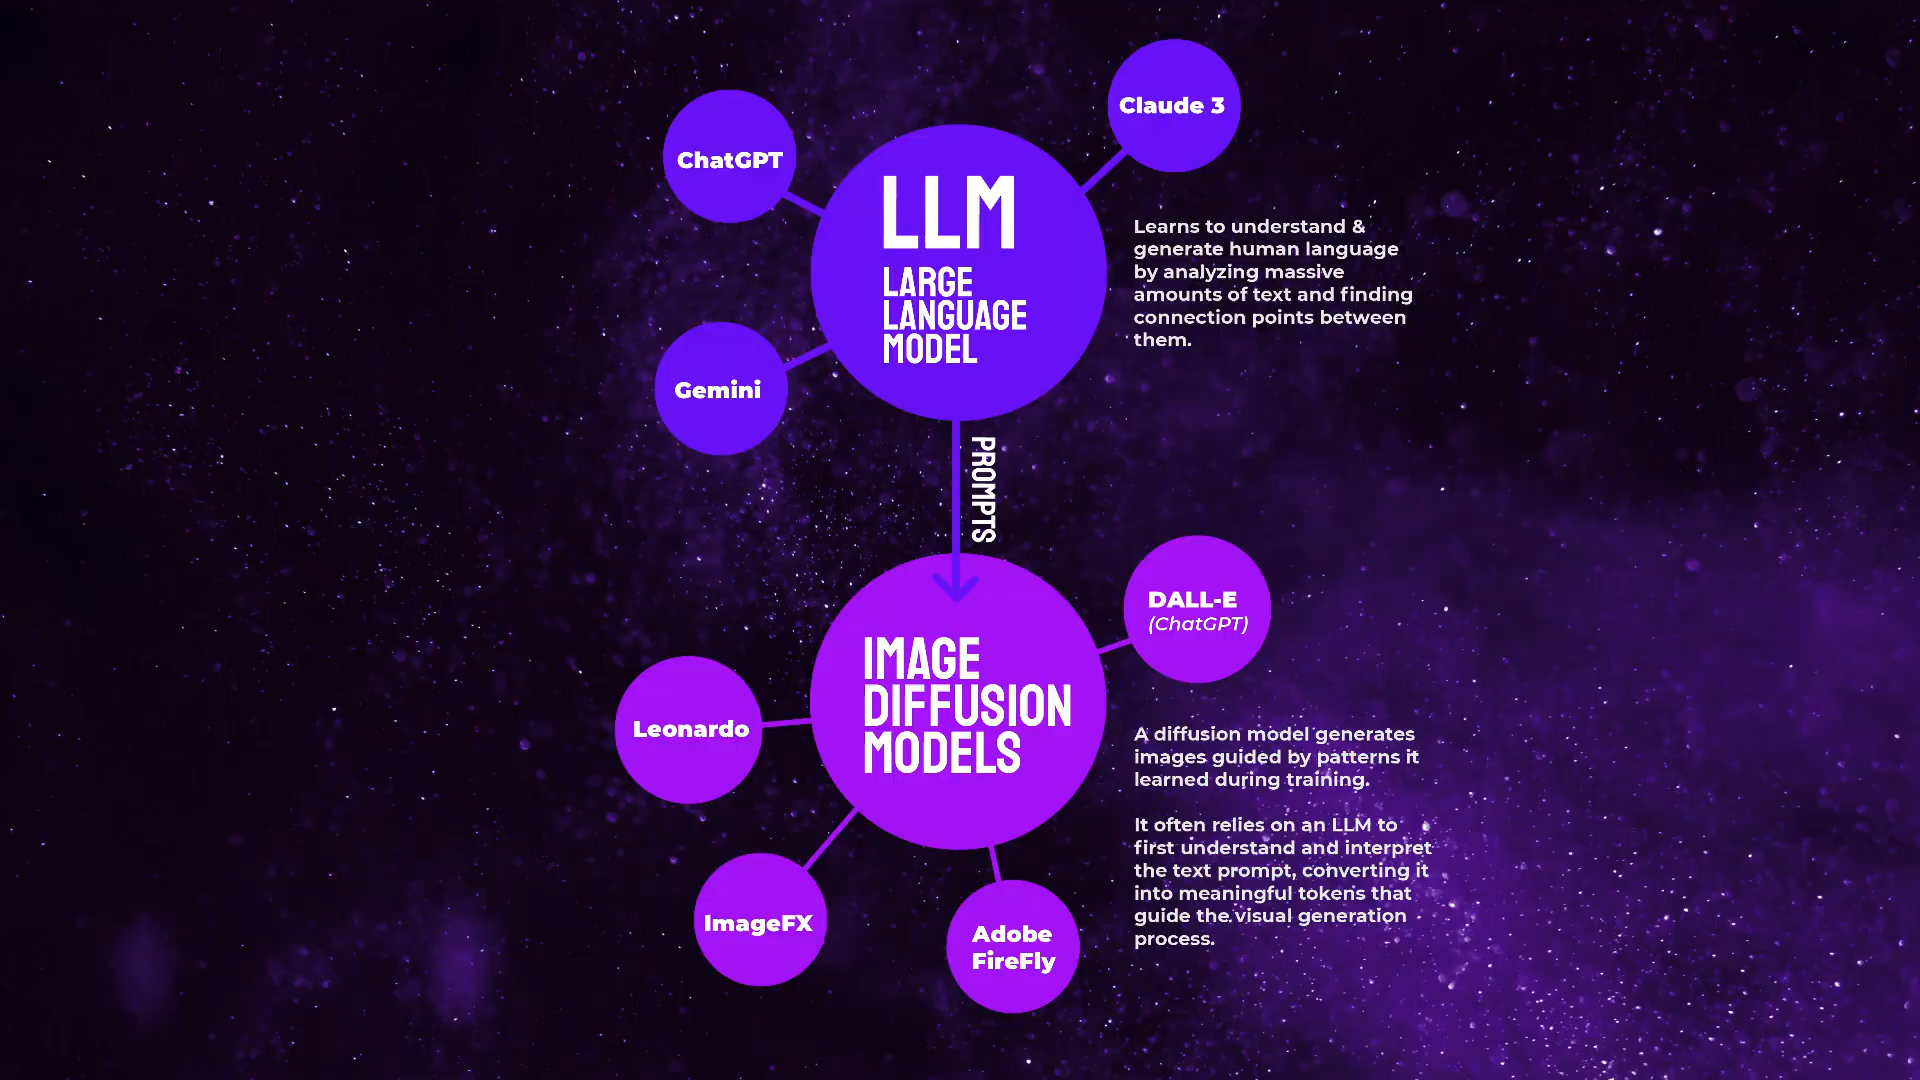 Claude 3
ChatGPT
LLM
LARGE
LANGUAGE
MODEL
Learns to understand &
generate human language
by analyzing massive
amounts of text and finding
connection points between
them.
Gemini
PROMPTS
DALL-E
(ChatGPT)
IMAGE
DIFFUSION
MODELS
Leonardo
A diffusion model generates
images guided by patterns it
learned during training.
It often relies on an LLM to
first understand and interpret
the text prompt, converting it
into meaningful tokens that
guide the visual generation
process.
ImageFX
Adobe
FireFly